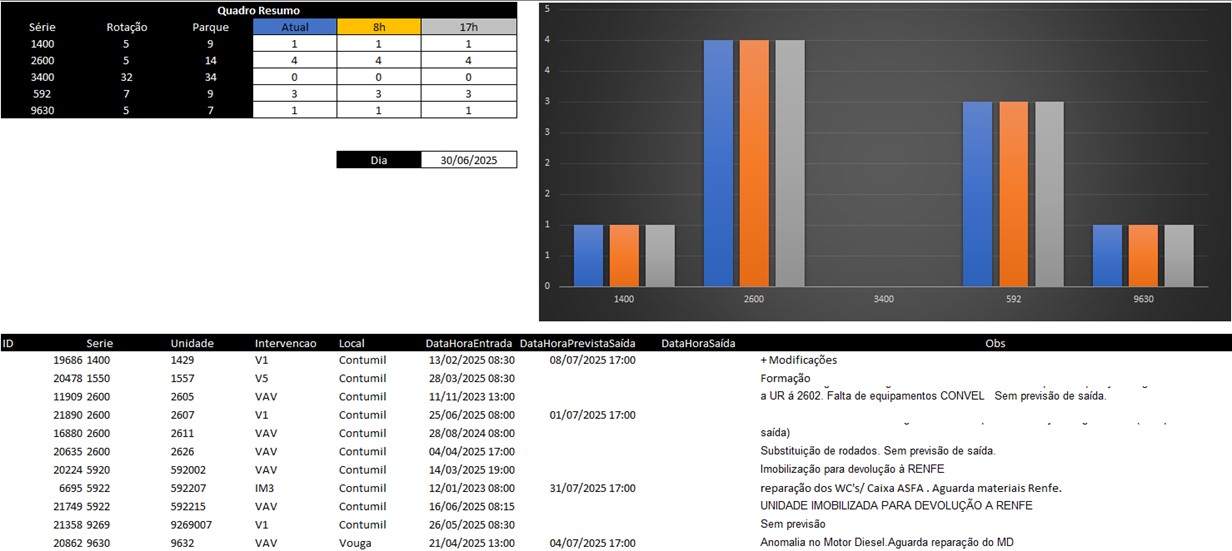 Quadro Resumo
Série Rotação Parque Atual 8h 17h
1400 5 9 1 1 1
2600 5 14 4 4 4
3400 32 34 0 0 0
592 7 9 3 3 3
9630 5 7 1 1 1
Dia 30/06/2025
5
4
4
3
3
2
2
1
1
0
1400 2600 3400 592 9630
ID Serie Unidade Intervencao Local DataHoraEntrada DataHoraPrevistaSaída DataHoraSaída Obs
19686 1400 1429 V1 Contumil 13/02/2025 08:30 08/07/2025 17:00 + Modificações
20478 1550 1557 V5 Contumil 28/03/2025 08:30 Formação
11909 2600 2605 VAV Contumil 11/11/2023 13:00 a UR á 2602. Falta de equipamentos CONVEL Sem previsão de saída.
21890 2600 2607 V1 Contumil 25/06/2025 08:00 01/07/2025 17:00
16880 2600 2611 VAV Contumil 28/08/2024 08:00 saída)
20635 2600 2626 VAV Contumil 04/04/2025 17:00 Substituição de rodados. Sem previsão de saída.
20224 5920 592002 VAV Contumil 14/03/2025 19:00 Imobilização para devolução à RENFE
6695 5922 592207 IM3 Contumil 12/01/2023 08:00 31/07/2025 17:00 reparação dos WC's/ Caixa ASFA . Aguarda materiais Renfe.
21749 5922 592215 VAV Contumil 16/06/2025 08:15 UNIDADE IMOBILIZADA PARA DEVOLUÇÃO A RENFE
21358 9269 9269007 V1 Contumil 26/05/2025 08:30 Sem previsão
20862 9630 9632 VAV Vouga 21/04/2025 13:00 04/07/2025 17:00 Anomalia no Motor Diesel.Aguarda reparação do MD